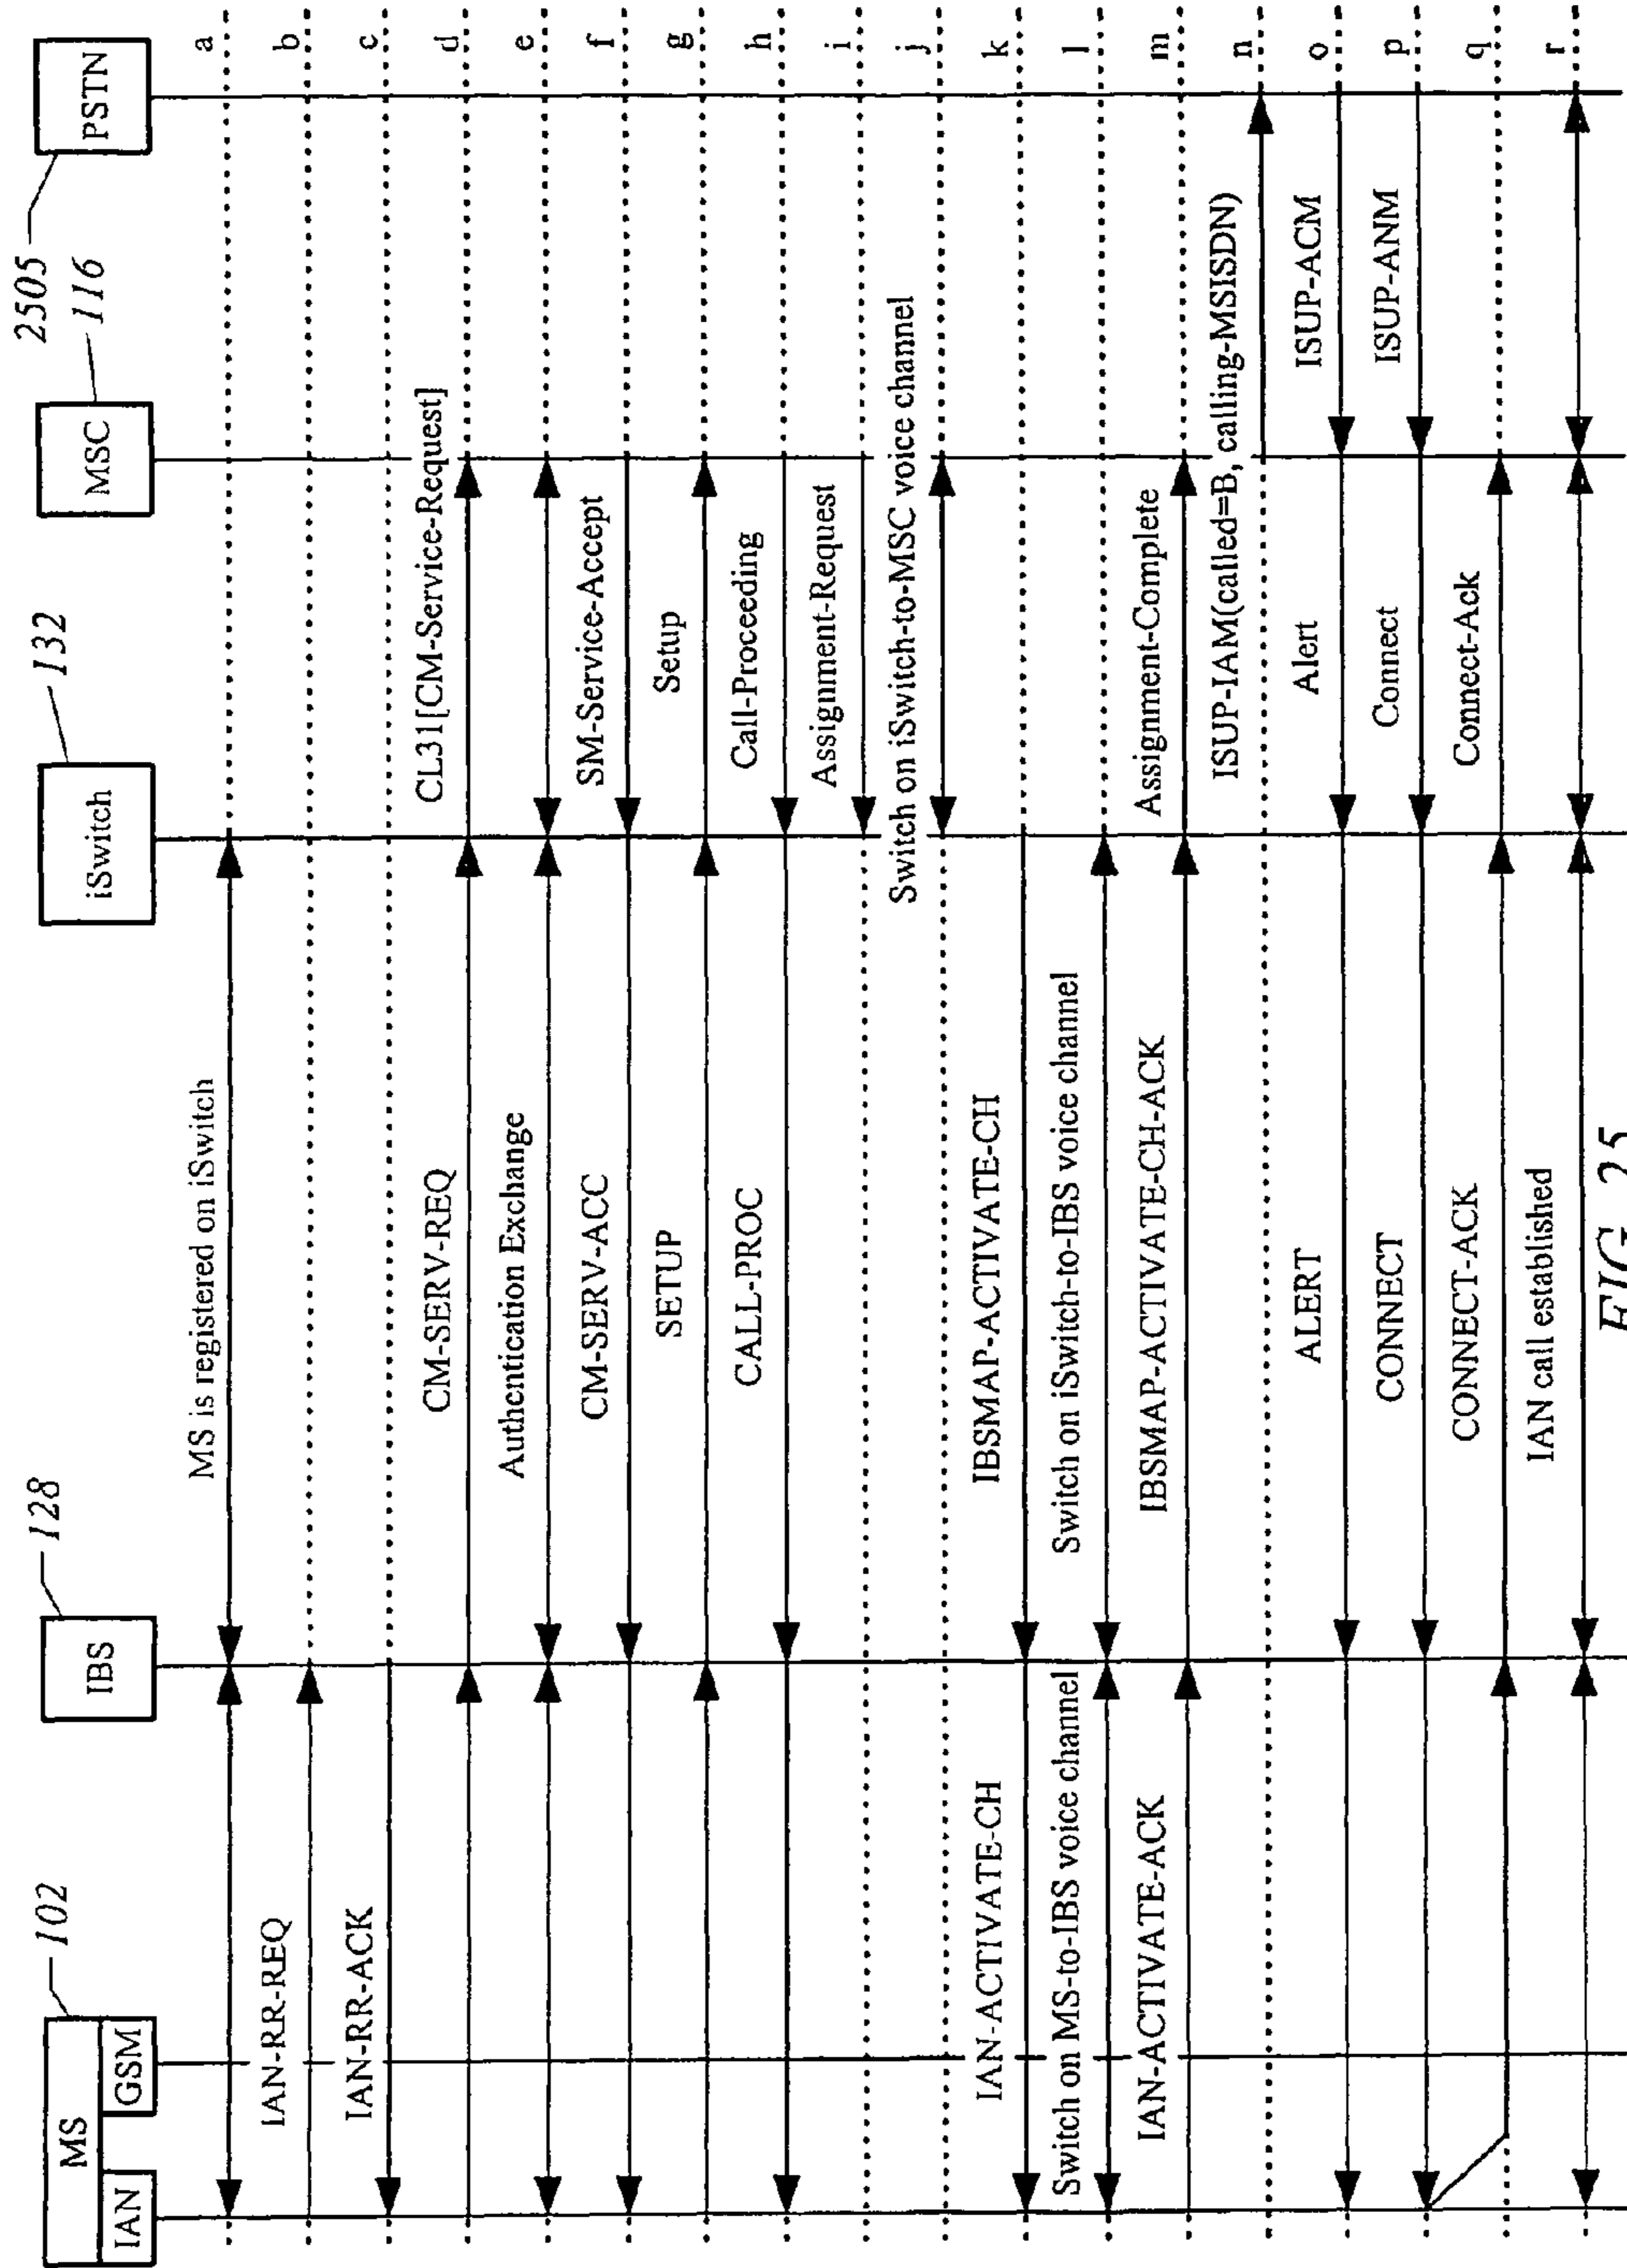 MS
102
IAN
GSM
IBS
128
iSwitch
132
MSC
116
PSTN
2505
MS is registered on iSwitch
a
IAN-RR-REQ
b
IAN-RR-ACK
c
CM-SERV-REQ
CL31[CM-Service-Request]
d
Authentication Exchange
e
CM-SERV-ACC
SM-Service-Accept
f
SETUP
Setup
g
CALL-PROC
Call-Proceeding
h
Assignment-Request
i
Switch on iSwitch-to-MSC voice channel
j
IAN-ACTIVATE-CH
IBSMAP-ACTIVATE-CH
k
Switch on MS-to-IBS voice channel
Switch on iSwitch-to-IBS voice channel
l
IAN-ACTIVATE-ACK
IBSMAP-ACTIVATE-CH-ACK
Assignment-Complete
m
ISUP-IAM(called=B, calling-MSISDN)
n
ALERT
Alert
ISUP-ACM
o
CONNECT
Connect
ISUP-ANM
p
CONNECT-ACK
Connect-Ack
q
IAN call established
r
FIG. 25